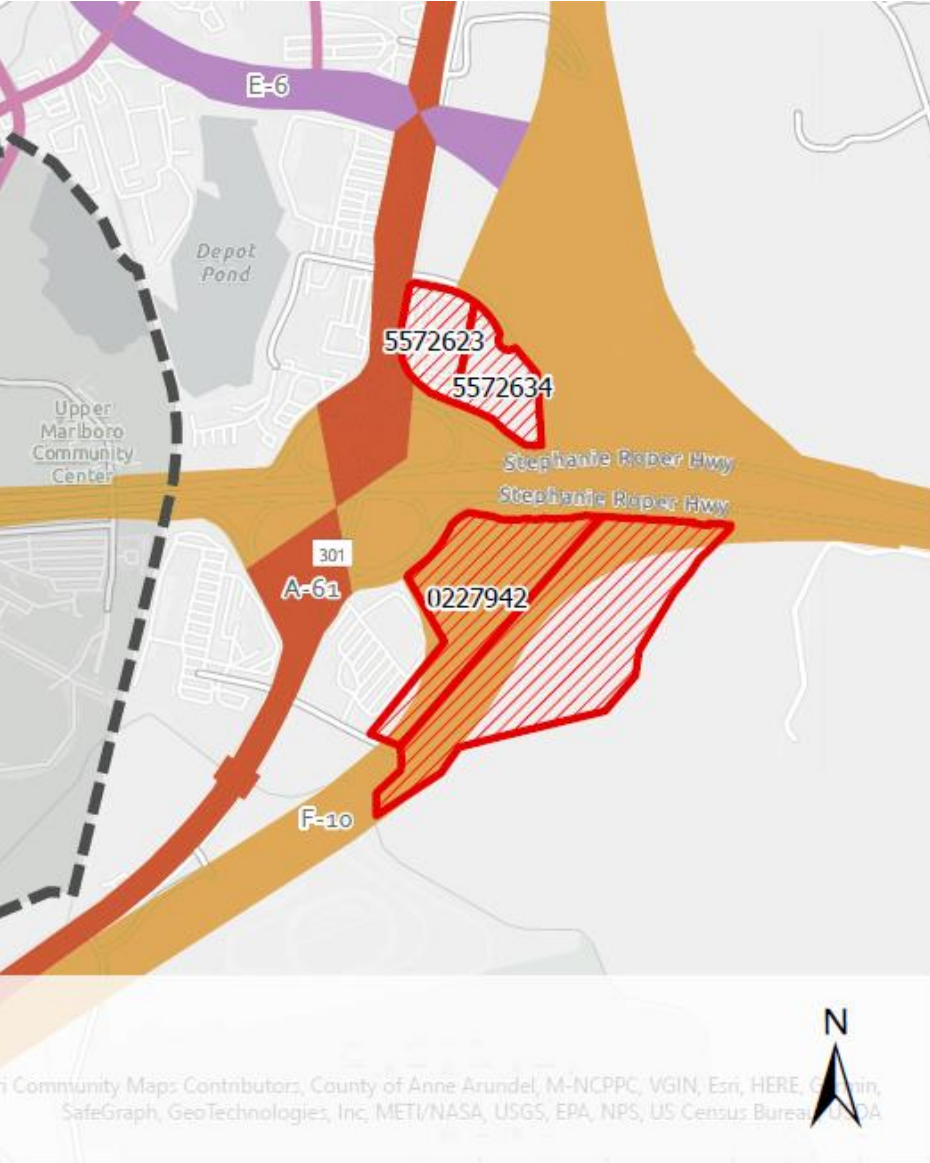 E-6
Depot
Pond
5572623
5572634
Upper
Marlboro
Community
Center
Stephanie Roper Hwy
Stephanie Roper Hwy
301
A-61
0227942
F-10
N
Community Maps Contributors, County of Anne Arundel, M-NCPPC, VGIN, Esri, HERE, Garmin,
SafeGraph, GeoTechnologies, Inc, METI/NASA, USGS, EPA, NPS, US Census Bureau, USDA